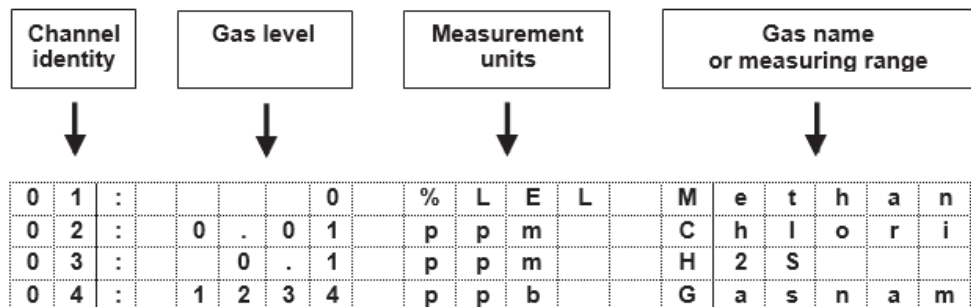 Channel identity
Gas level
Measurement units
Gas name or measuring range
01: 0 %LEL Methan
02: 0.01 ppm Chlori
03: 0.1 ppm H2S
04: 1234 ppb Gasnam